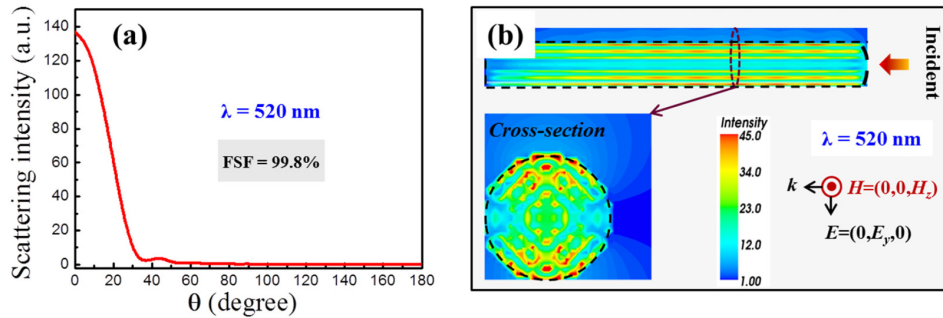 (a)
Scattering intensity (a.u.)
140
120
100
80
60
40
20
0
λ = 520 nm
FSF = 99.8%
0 20 40 60 80 100 120 140 160 180
θ (degree)
(b)
Incident
Cross-section
Intensity
45.0
34.0
23.0
12.0
1.00
λ = 520 nm
k
H=(0,0,Hz)
E=(0,Ey,0)